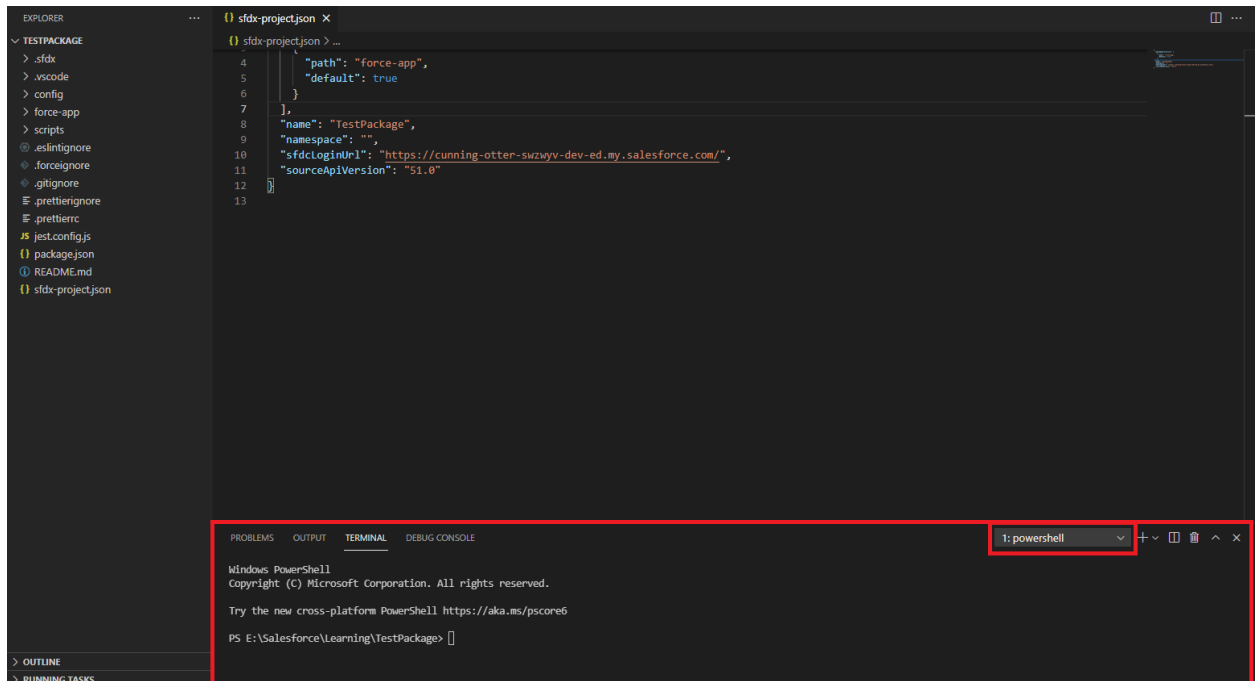 EXPLORER
TESTPACKAGE
.sfdx
.vscode
config
force-app
scripts
.eslintignore
.forceignore
.gitignore
.prettierignore
.prettierrc
JS jest.config.js
{} package.json
README.md
{} sfdx-project.json
OUTLINE
RUNNING TASKS
{} sfdx-project.json
{} sfdx-project.json > ...
4 "path": "force-app",
5 "default": true
6 }
7 ],
8 "name": "TestPackage",
9 "namespace": "",
10 "sfdcLoginUrl": "https://cunning-otter-swzwyv-dev-ed.my.salesforce.com/",
11 "sourceApiVersion": "51.0"
12 }
13
PROBLEMS OUTPUT TERMINAL DEBUG CONSOLE 1: powershell
Windows PowerShell
Copyright (C) Microsoft Corporation. All rights reserved.
Try the new cross-platform PowerShell https://aka.ms/pscore6
PS E:\Salesforce\Learning\TestPackage>